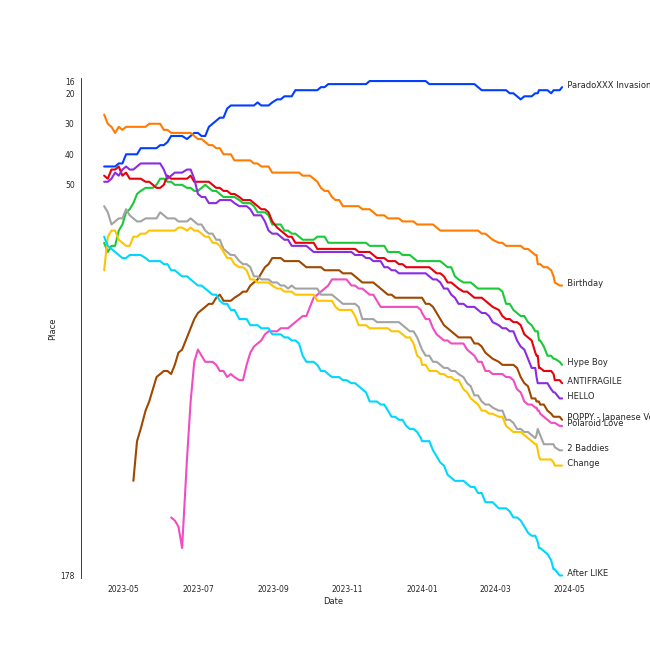 16
20
30
40
50
178
Place
2023-05
2023-07
2023-09
2023-11
2024-01
2024-03
2024-05
Date
ParadoXXX Invasion
Birthday
Hype Boy
ANTIFRAGILE
HELLO
POPPY - Japanese Ve
Polaroid Love
2 Baddies
Change
After LIKE